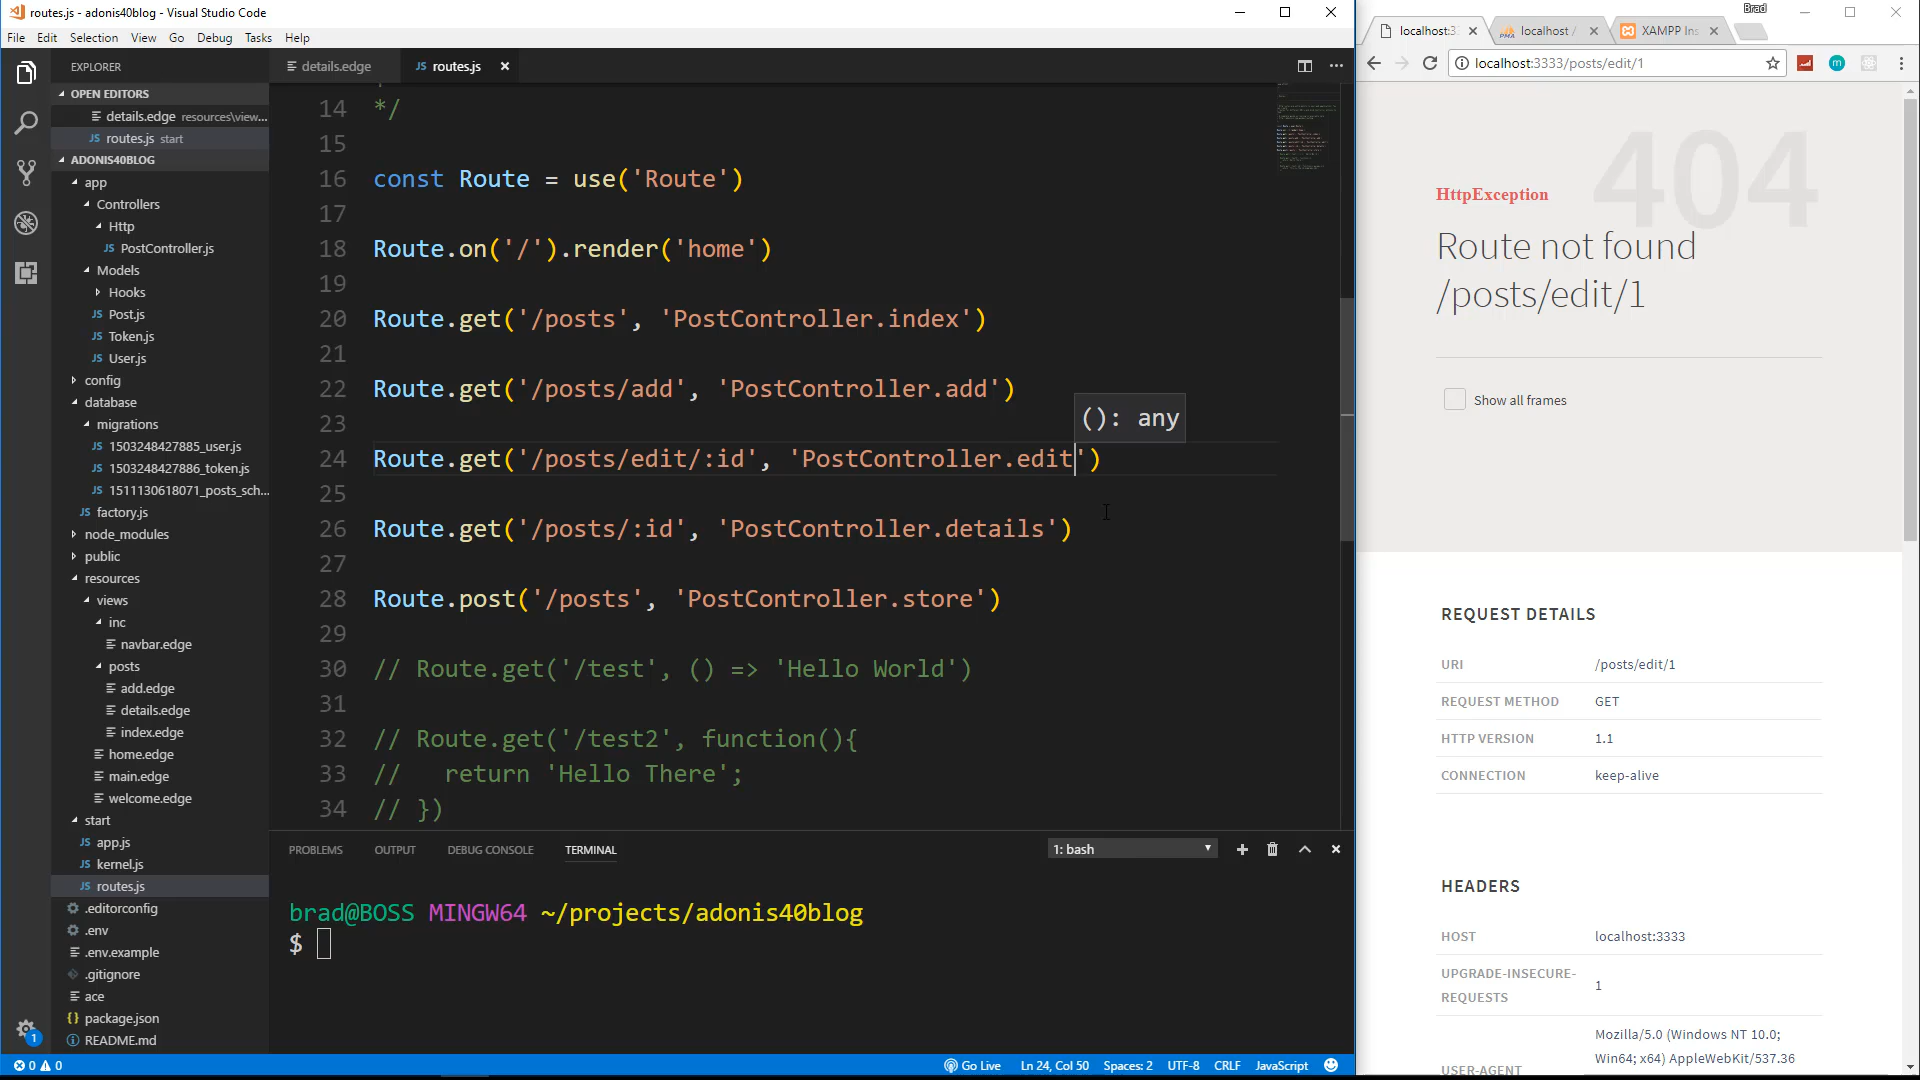 routes.js - adonis40blog - Visual Studio Code
File Edit Selection View Go Debug Tasks Help
EXPLORER
OPEN EDITORS
details.edge resources\view...
routes.js start
ADONIS40BLOG
app
Controllers
Http
PostController.js
Models
Hooks
Post.js
Token.js
User.js
config
database
migrations
1503248427885_user.js
1503248427886_token.js
1511130618071_posts_sch...
factory.js
node_modules
public
resources
views
inc
navbar.edge
posts
add.edge
details.edge
index.edge
home.edge
main.edge
welcome.edge
start
app.js
kernel.js
routes.js
.editorconfig
.env
.env.example
.gitignore
ace
package.json
README.md
details.edge
routes.js
14 */
15
16 const Route = use('Route')
17
18 Route.on('/').render('home')
19
20 Route.get('/posts', 'PostController.index')
21
22 Route.get('/posts/add', 'PostController.add')
23
(): any
24 Route.get('/posts/edit/:id', 'PostController.edit')
25
26 Route.get('/posts/:id', 'PostController.details')
27
28 Route.post('/posts', 'PostController.store')
29
30 // Route.get('/test', () => 'Hello World')
31
32 // Route.get('/test2', function(){
33 //   return 'Hello There';
34 // })
PROBLEMS OUTPUT DEBUG CONSOLE TERMINAL 1: bash
brad@BOSS MINGW64 ~/projects/adonis40blog
$
1
0 0 Go Live Ln 24, Col 50 Spaces: 2 UTF-8 CRLF JavaScript
Brad
localhost:3 localhost / XAMPP Ins
localhost:3333/posts/edit/1
m
404
HttpException
Route not found
/posts/edit/1
Show all frames
REQUEST DETAILS
URI /posts/edit/1
REQUEST METHOD GET
HTTP VERSION 1.1
CONNECTION keep-alive
HEADERS
HOST localhost:3333
UPGRADE-INSECURE-
REQUESTS 1
Mozilla/5.0 (Windows NT 10.0;
Win64; x64) AppleWebKit/537.36
USER-AGENT